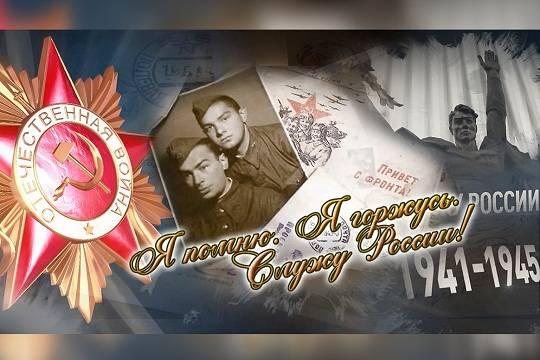 ОТЕЧЕСТВЕННАЯ ВОЙНА
ПРИВЕТ
С ФРОНТА!
РОССИИ
Я помню. Я горжусь.
Служу России!
1941-1945